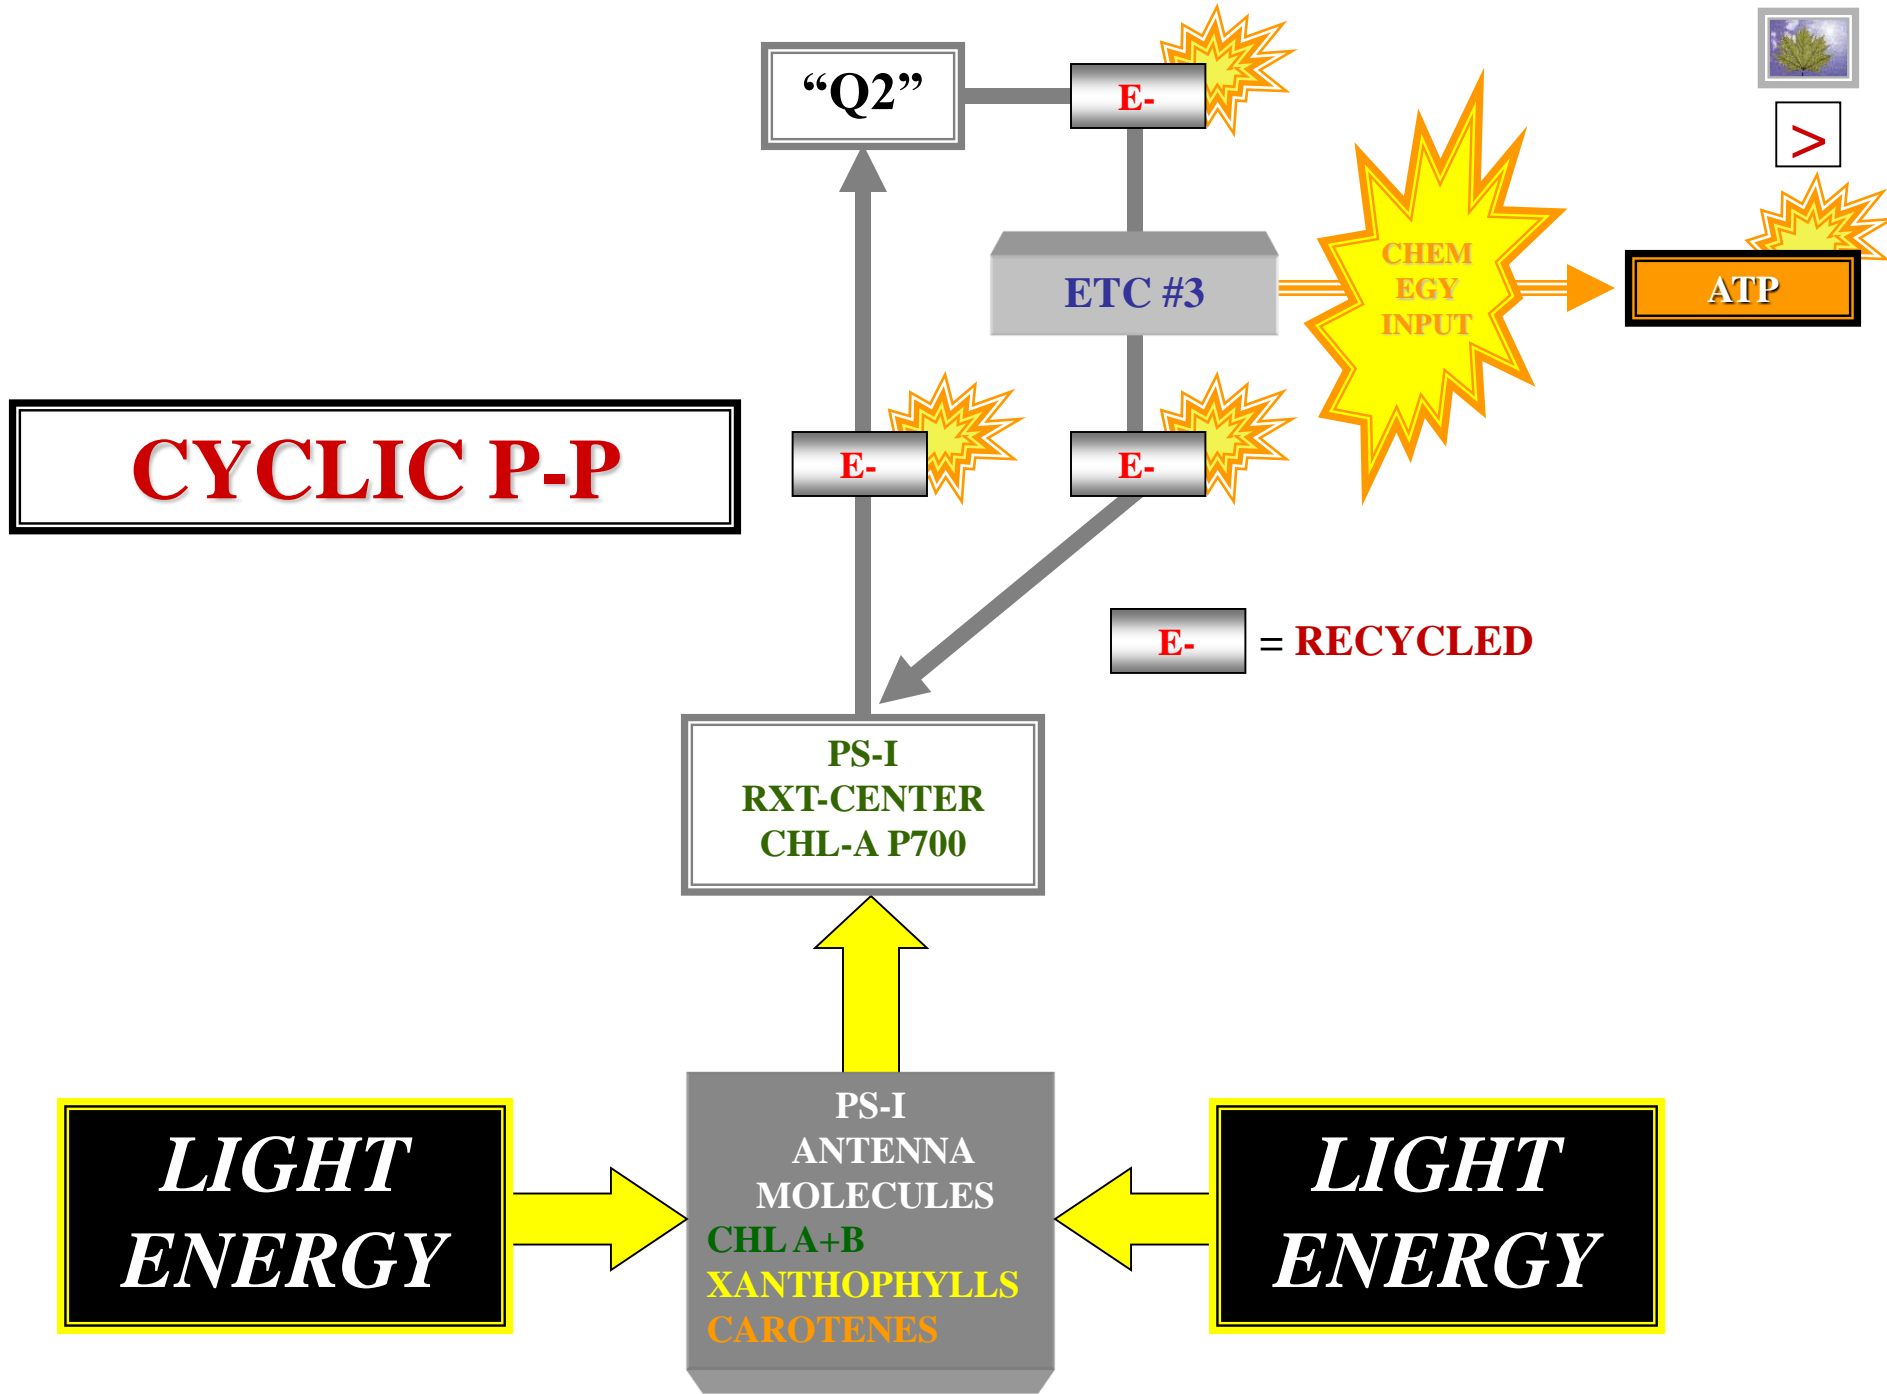 “Q2”
E-
>
CHEM
EGY
INPUT
ETC #3
ATP
CYCLIC P-P
E-
E-
E- = RECYCLED
PS-I
RXT-CENTER
CHL-A P700
LIGHT
ENERGY
PS-I
ANTENNA
MOLECULES
CHL A+B
XANTHOPHYLLS
CAROTENES
LIGHT
ENERGY